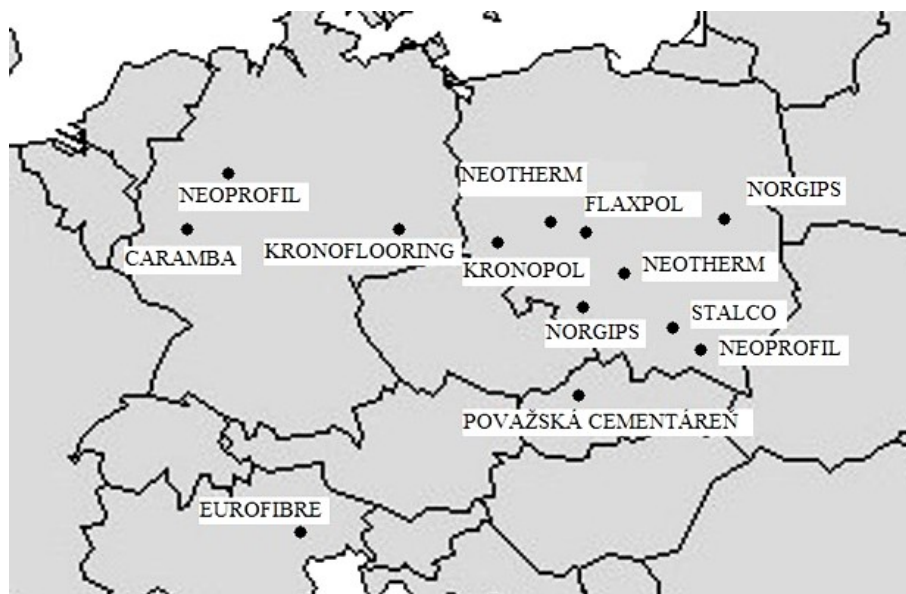 NEOTHERM
NORGIPS
NEOPROFIL
FLAXPOL
CARAMBA
KRONOFLOORING
KRONOPOL
NEOTHERM
STALCO
NORGIPS
NEOPROFIL
POVAŽSKÁ CEMENTÁREŇ
EUROFIBRE